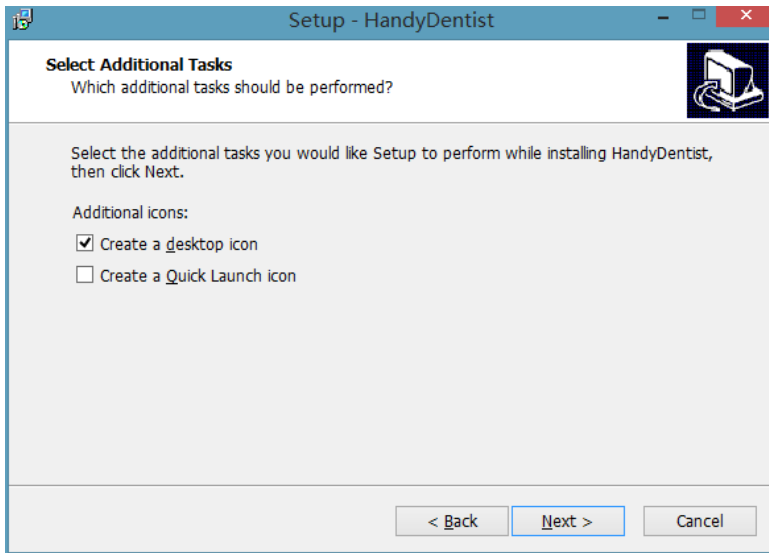 Setup - HandyDentist
Select Additional Tasks
Which additional tasks should be performed?
Select the additional tasks you would like Setup to perform while installing HandyDentist,
then click Next.
Additional icons:
Create a desktop icon
Create a Quick Launch icon
< Back
Next >
Cancel